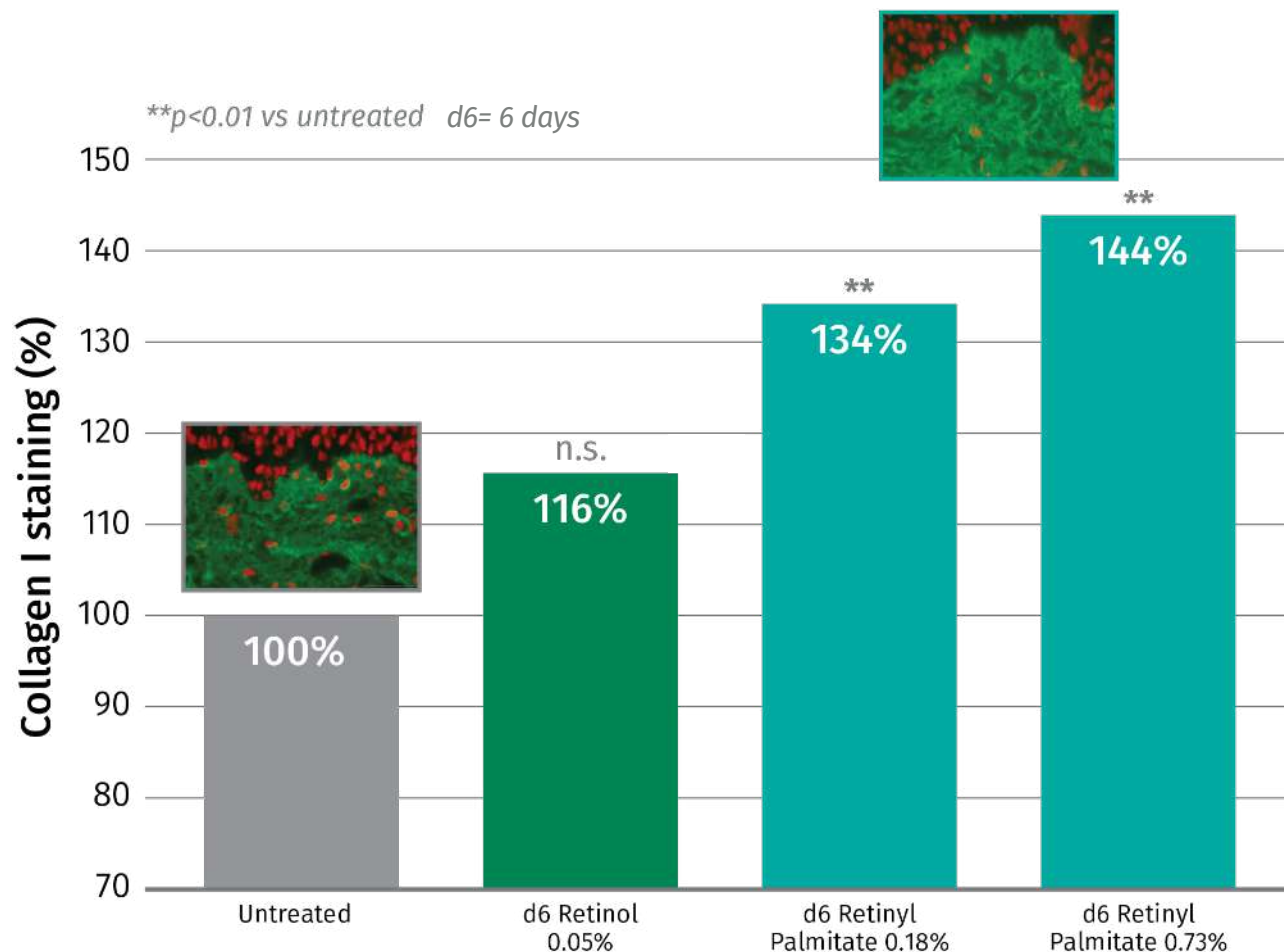 **p<0.01 vs untreated d6= 6 days
150
140
130
120
110
100
90
80
70
Collagen I staining (%)
100%
n.s.
116%
**
134%
**
144%
Untreated
d6 Retinol
0.05%
d6 Retinyl
Palmitate 0.18%
d6 Retinyl
Palmitate 0.73%